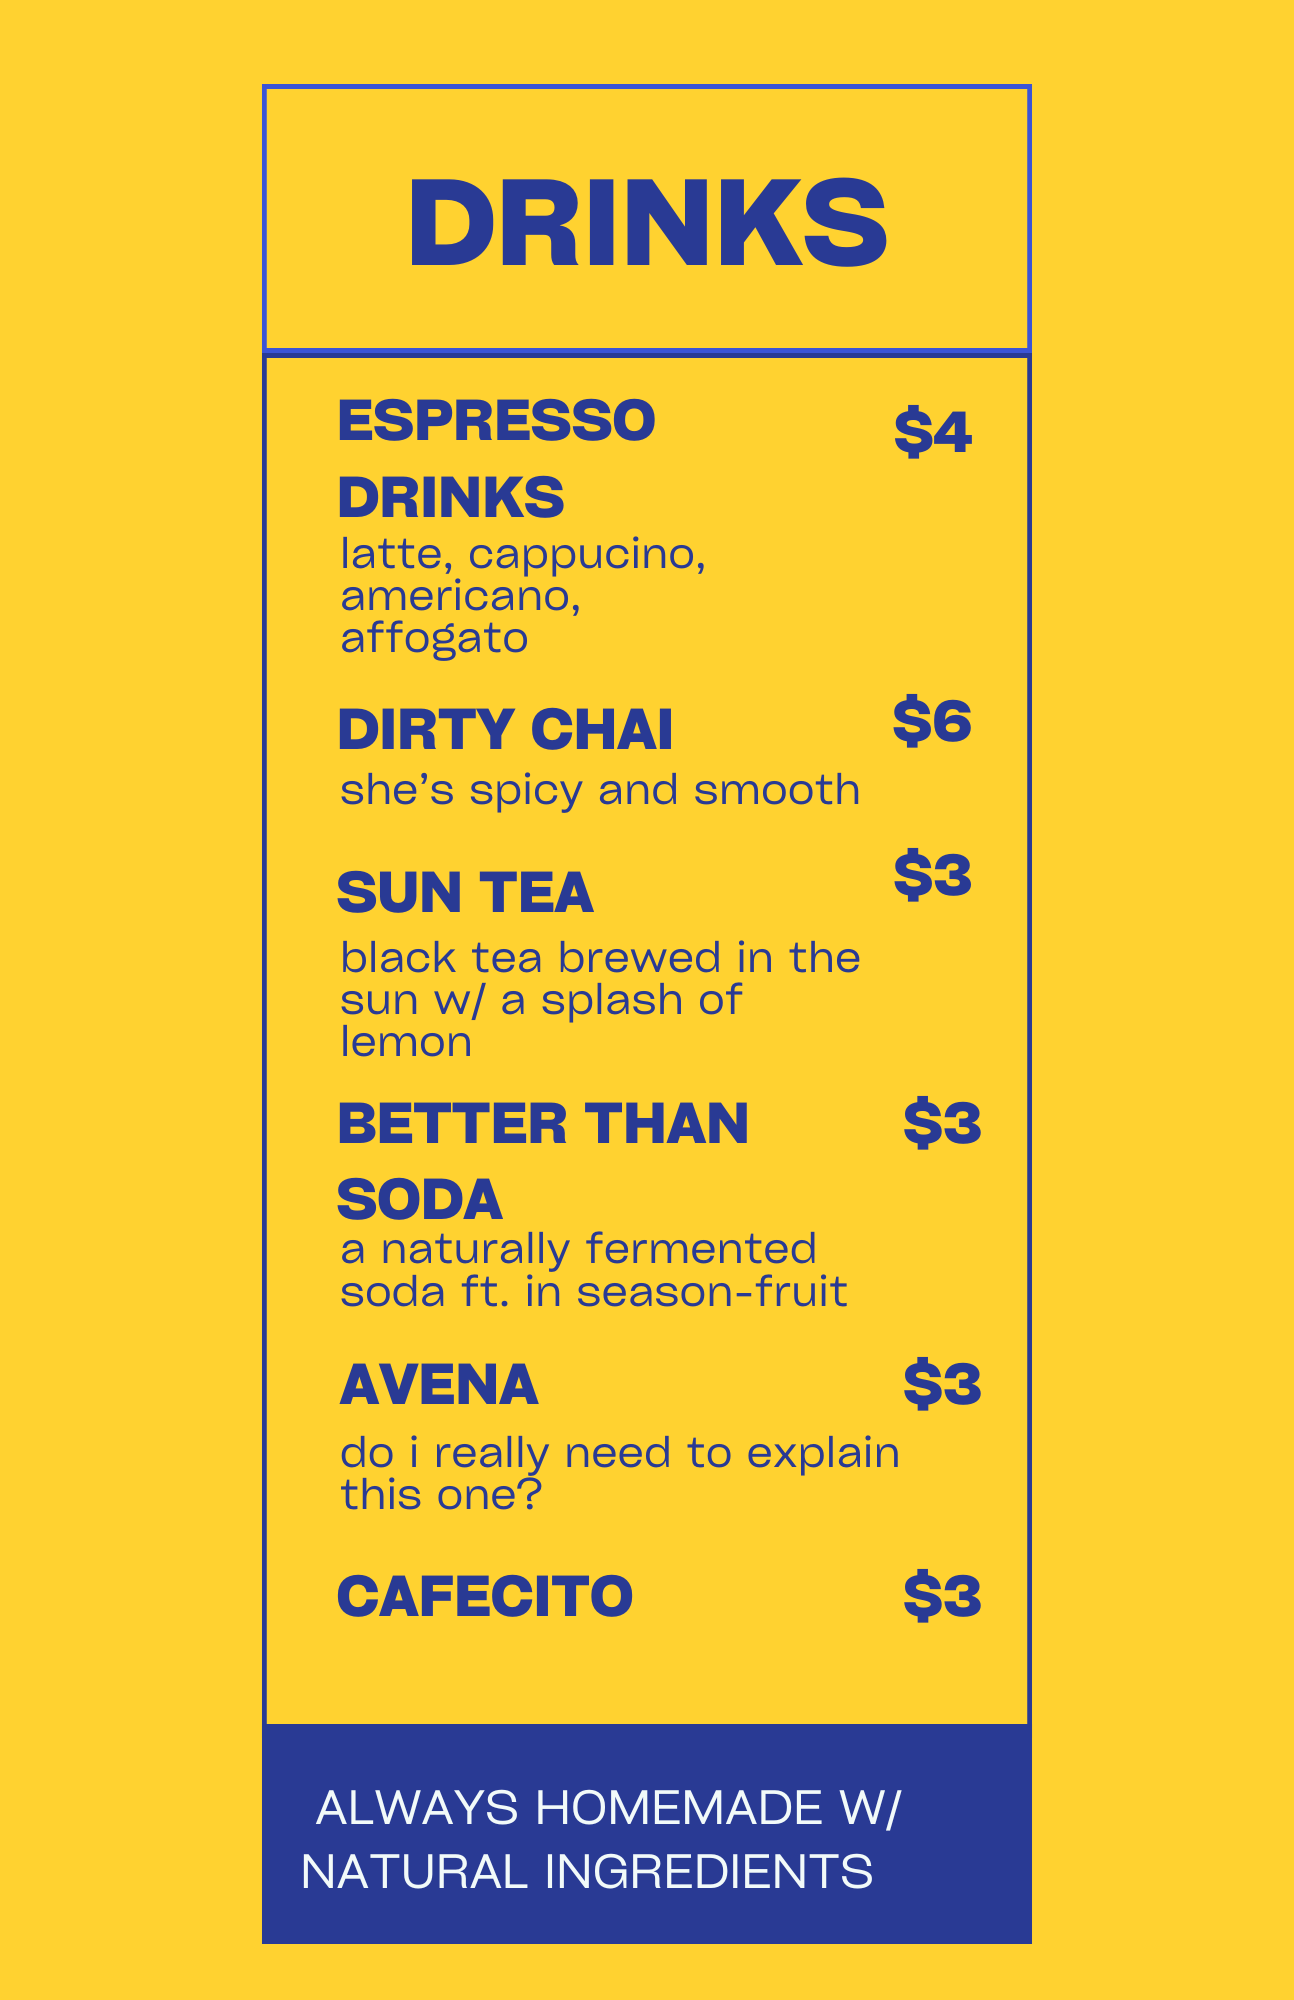 DRINKS
ESPRESSO $4
DRINKS
latte, cappucino,
americano,
affogato
DIRTY CHAI $6
she’s spicy and smooth
SUN TEA $3
black tea brewed in the
sun w/ a splash of
lemon
BETTER THAN $3
SODA
a naturally fermented
soda ft. in season-fruit
AVENA $3
do i really need to explain
this one?
CAFECITO $3
ALWAYS HOMEMADE W/
NATURAL INGREDIENTS